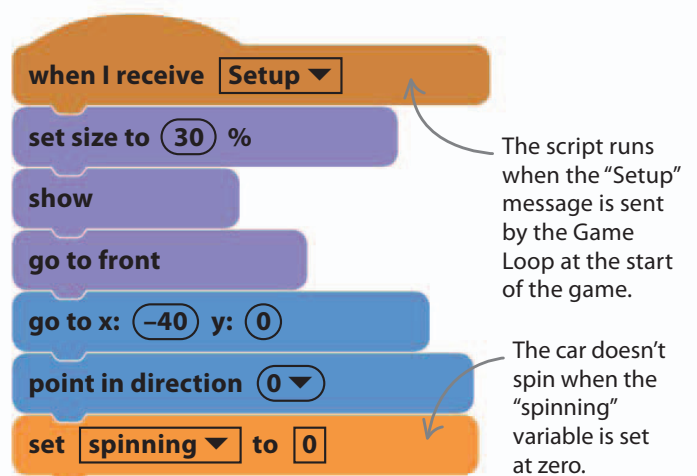 when I receive Setup ▼
set size to 30 %
show
go to front
go to x: –40 y: 0
point in direction 0 ▼
set spinning ▼ to 0
The script runs
when the “Setup”
message is sent
by the Game
Loop at the start
of the game.
The car doesn’t
spin when the
“spinning”
variable is set
at zero.